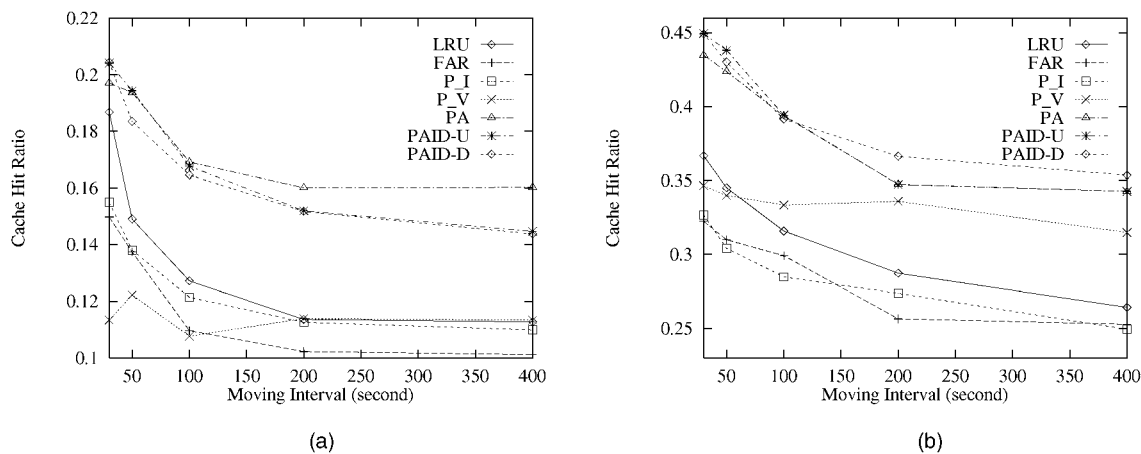 0.22
0.2
0.18
0.16
0.14
0.12
0.1
Cache Hit Ratio
LRU
FAR
P_I
P_V
PA
PAID-U
PAID-D
50 100 150 200 250 300 350 400
Moving Interval (second)
(a)
0.45
0.4
0.35
0.3
0.25
Cache Hit Ratio
LRU
FAR
P_I
P_V
PA
PAID-U
PAID-D
50 100 150 200 250 300 350 400
Moving Interval (second)
(b)